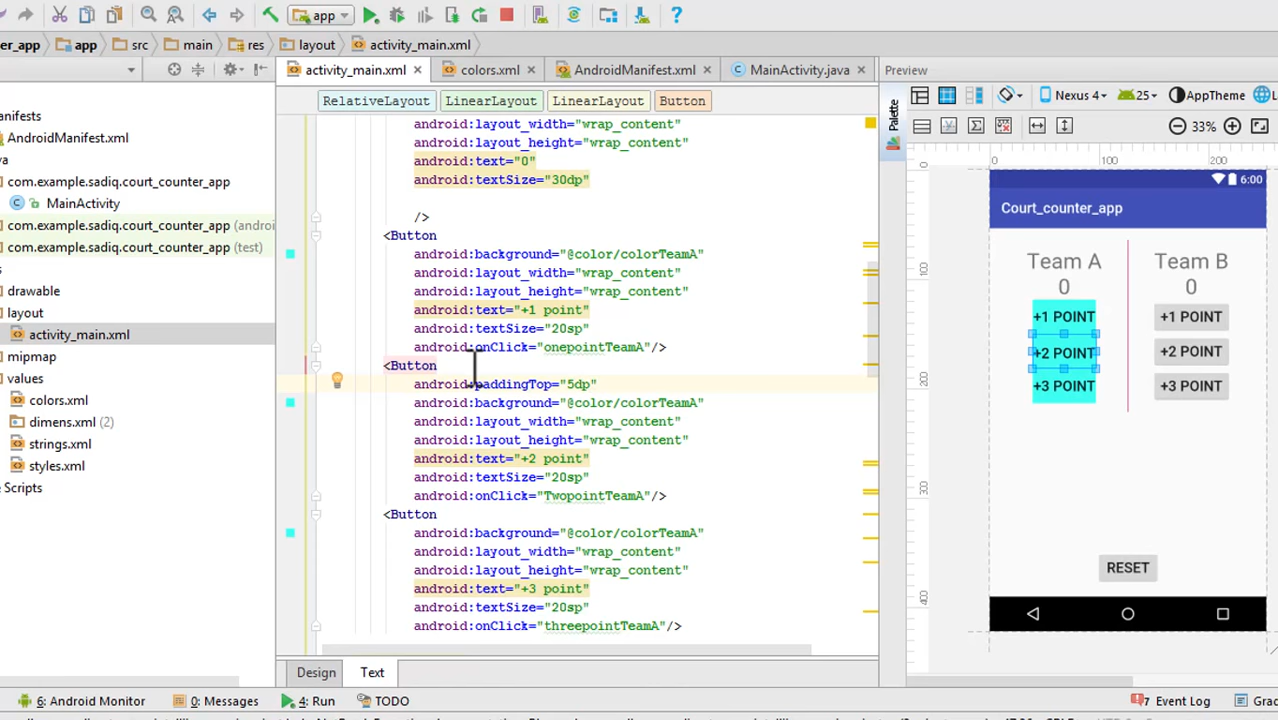 app
er_app app src main res layout activity_main.xml
activity_main.xml colors.xml AndroidManifest.xml MainActivity.java Preview
RelativeLayout LinearLayout LinearLayout Button
Palette
Nexus 4 25 AppTheme L
33%
anifests
AndroidManifest.xml
va
com.example.sadiq.court_counter_app
MainActivity
com.example.sadiq.court_counter_app (androi
com.example.sadiq.court_counter_app (test)
s
drawable
layout
activity_main.xml
mipmap
values
colors.xml
dimens.xml (2)
strings.xml
styles.xml
e Scripts
android:layout_width="wrap_content"
android:layout_height="wrap_content"
android:text="0"
android:textSize="30dp"
/>
<Button
android:background="@color/colorTeamA"
android:layout_width="wrap_content"
android:layout_height="wrap_content"
android:text="+1 point"
android:textSize="20sp"
android:onClick="onepointTeamA"/>
<Button
android:paddingTop="5dp"
android:background="@color/colorTeamA"
android:layout_width="wrap_content"
android:layout_height="wrap_content"
android:text="+2 point"
android:textSize="20sp"
android:onClick="TwopointTeamA"/>
<Button
android:background="@color/colorTeamA"
android:layout_width="wrap_content"
android:layout_height="wrap_content"
android:text="+3 point"
android:textSize="20sp"
android:onClick="threepointTeamA"/>
0 100 200
0
100
200
300
400
6:00
Court_counter_app
Team A Team B
0 0
+1 POINT +1 POINT
+2 POINT +2 POINT
+3 POINT +3 POINT
RESET
Design Text
6: Android Monitor 0: Messages 4: Run TODO 7 Event Log Grad